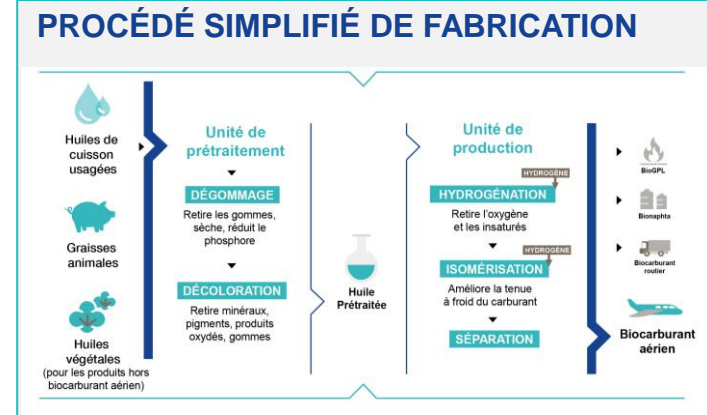 PROCÉDÉ SIMPLIFIÉ DE FABRICATION
Huiles de
cuisson
usagées
Graisses
animales
Huiles
végétales
(pour les produits hors
biocarburant aérien)
Unité de
prétraitement
DÉGOMMAGE
Retire les gommes,
sèche, réduit le
phosphore
DÉCOLORATION
Retire minéraux,
pigments, produits
oxydés, gommes
Huile
Prétraitée
Unité de
production
HYDROGÈNE
HYDROGÉNATION
Retire l'oxygène
et les insaturés
HYDROGÈNE
ISOMÉRISATION
Améliore la tenue
à froid du carburant
SÉPARATION
BioGPL
Bionaphta
Biocarburant
routier
Biocarburant
aérien